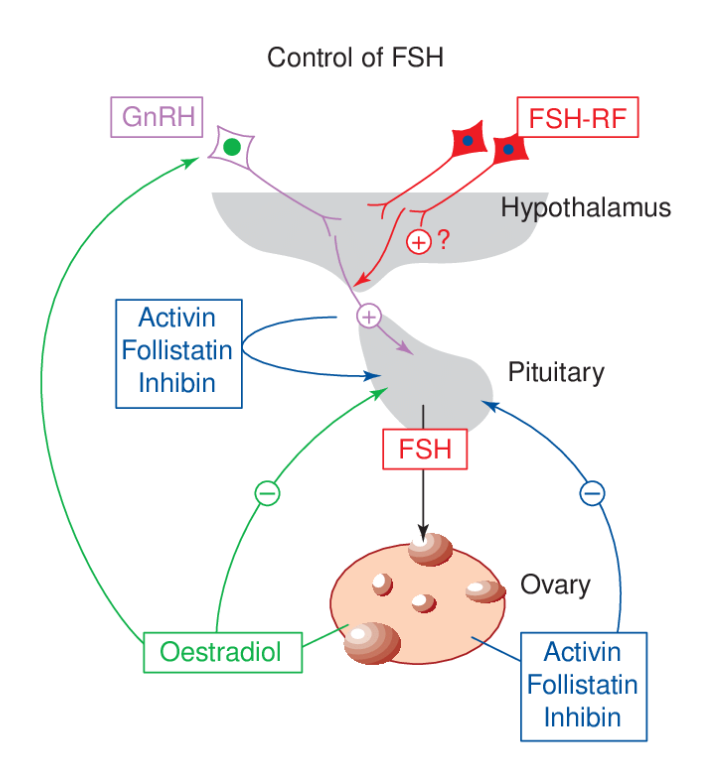 Control of FSH
GnRH
FSH-RF
Hypothalamus
+ ?
Activin
Follistatin
Inhibin
+
Pituitary
FSH
−
−
Ovary
Oestradiol
Activin
Follistatin
Inhibin